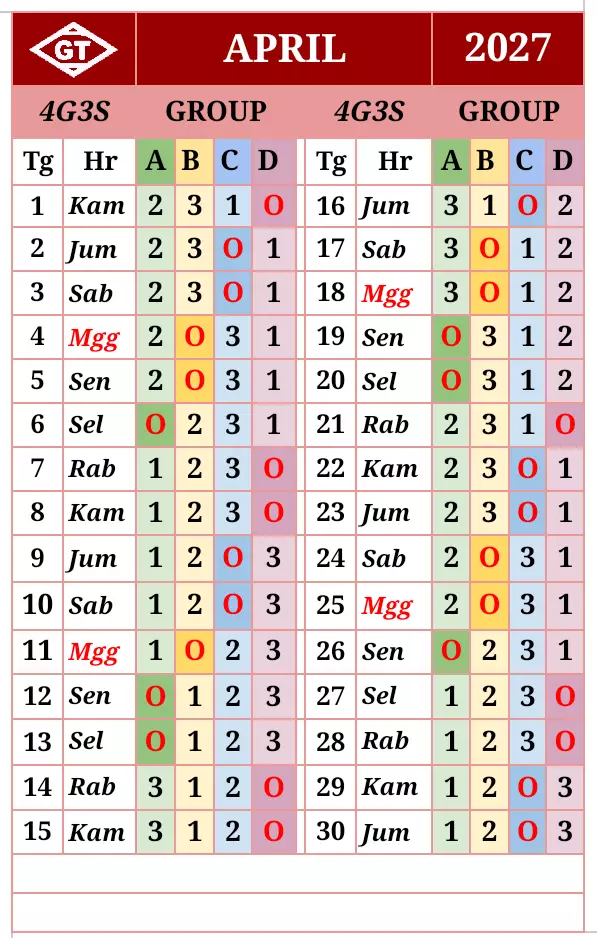 GT APRIL 2027
4G3S GROUP 4G3S GROUP
Tg Hr A B C D Tg Hr A B C D
1 Kam 2 3 1 O 16 Jum 3 1 O 2
2 Jum 2 3 O 1 17 Sab 3 O 1 2
3 Sab 2 3 O 1 18 Mgg 3 O 1 2
4 Mgg 2 O 3 1 19 Sen O 3 1 2
5 Sen 2 O 3 1 20 Sel O 3 1 2
6 Sel O 2 3 1 21 Rab 2 3 1 O
7 Rab 1 2 3 O 22 Kam 2 3 O 1
8 Kam 1 2 3 O 23 Jum 2 3 O 1
9 Jum 1 2 O 3 24 Sab 2 O 3 1
10 Sab 1 2 O 3 25 Mgg 2 O 3 1
11 Mgg 1 O 2 3 26 Sen O 2 3 1
12 Sen O 1 2 3 27 Sel 1 2 3 O
13 Sel O 1 2 3 28 Rab 1 2 3 O
14 Rab 3 1 2 O 29 Kam 1 2 O 3
15 Kam 3 1 2 O 30 Jum 1 2 O 3